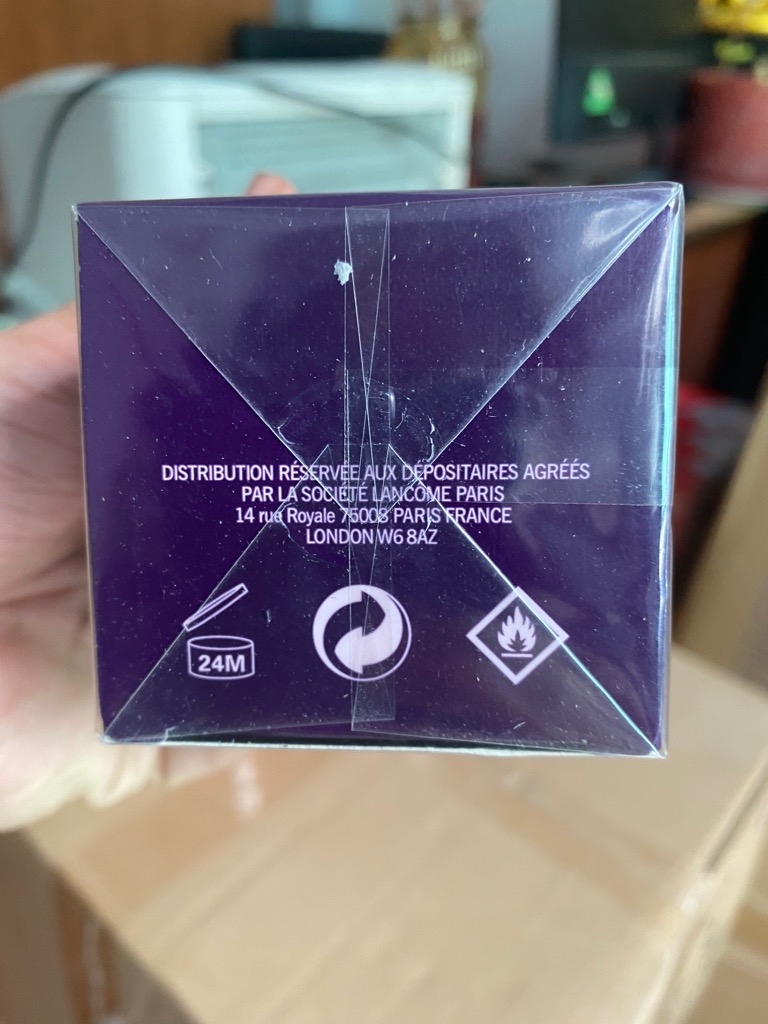 DISTRIBUTION RÉSERVÉE AUX DÉPOSITAIRES AGRÉÉS
PAR LA SOCIÉTÉ LANCOME PARIS
14 rue Royale 75008 PARIS FRANCE
LONDON W6 8AZ
24M